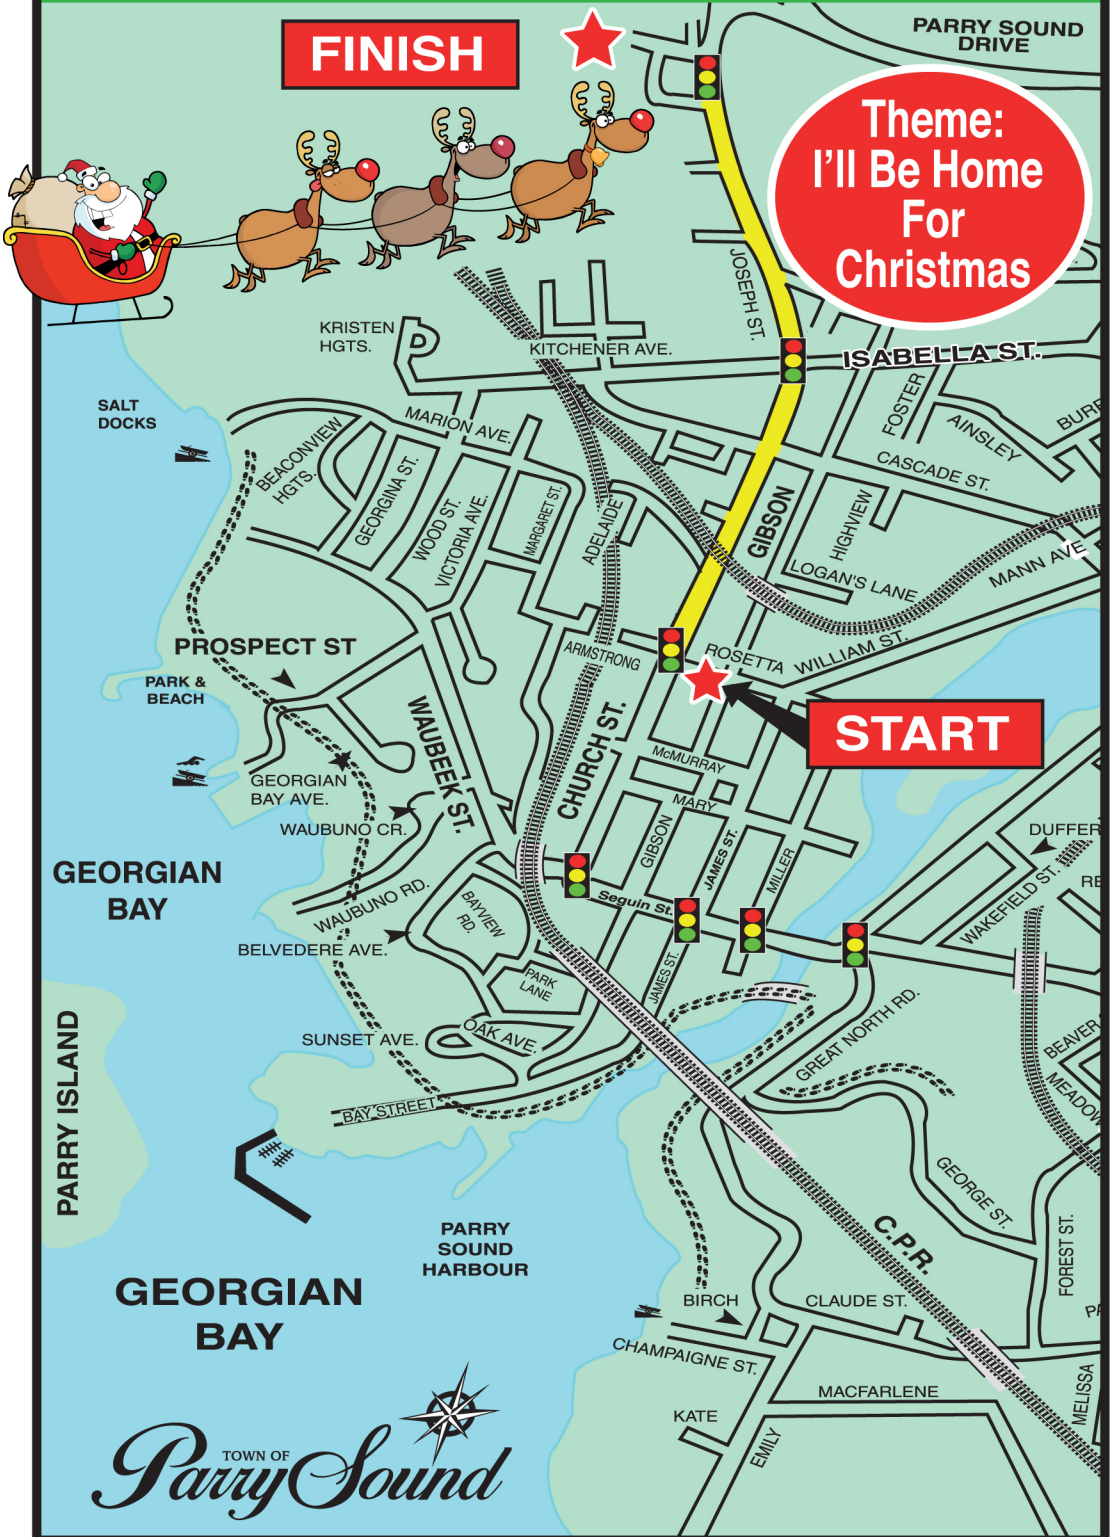 PARRY SOUND
DRIVE
FINISH
Theme:
I'll Be Home
For
Christmas
JOSEPH ST.
KRISTEN
HGTS.
KITCHENER AVE.
ISABELLA ST.
SALT
DOCKS
MARION AVE.
FOSTER
AINSLEY
BEACONVIEW
HGTS.
GEORGINA ST.
WOOD ST.
VICTORIA AVE.
MARGARET ST.
ADELAIDE
GIBSON
HIGHVIEW
CASCADE ST.
LOGAN'S LANE
MANN AVE
PROSPECT ST
ARMSTRONG
ROSETTA
WILLIAM ST.
PARK &
BEACH
START
WAUBEEK ST.
CHURCH ST.
McMURRAY
MARY
GEORGIAN
BAY AVE.
WAUBUNO CR.
GIBSON
JAMES ST.
MILLER
DUFFER
GEORGIAN
BAY
WAUBUNO RD.
BAYVIEW
RD.
Seguin St.
WAKEFIELD ST.
RE
BELVEDERE AVE.
PARK
LANE
JAMES ST.
PARRY ISLAND
SUNSET AVE.
OAK AVE.
GREAT NORTH RD.
BEAVER
MEADOW
BAY STREET
GEORGE ST.
PARRY
SOUND
HARBOUR
C.P.R.
FOREST ST.
GEORGIAN
BAY
BIRCH
CLAUDE ST.
CHAMPAIGNE ST.
MACFARLENE
MELISSA
KATE
EMILY
TOWN OF
Parry Sound